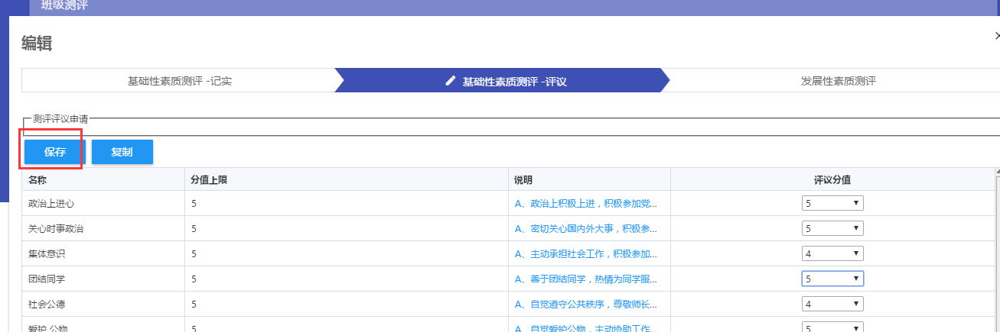 班级测评
编辑
基础性素质测评 -记实 基础性素质测评 -评议 发展性素质测评
测评评议申请
保存 复制
名称 分值上限 说明 评议分值
政治上进心 5 A、政治上积极上进，积极参加党... 5
关心时事政治 5 A、密切关心国内外大事，积极参... 5
集体意识 5 A、主动承担社会工作，积极参加... 4
团结同学 5 A、善于团结同学，热情为同学服... 5
社会公德 5 A、自觉遵守公共秩序，尊敬师长... 4
爱护 公物 5 A、自觉爱护公物，主动协助工作... 5